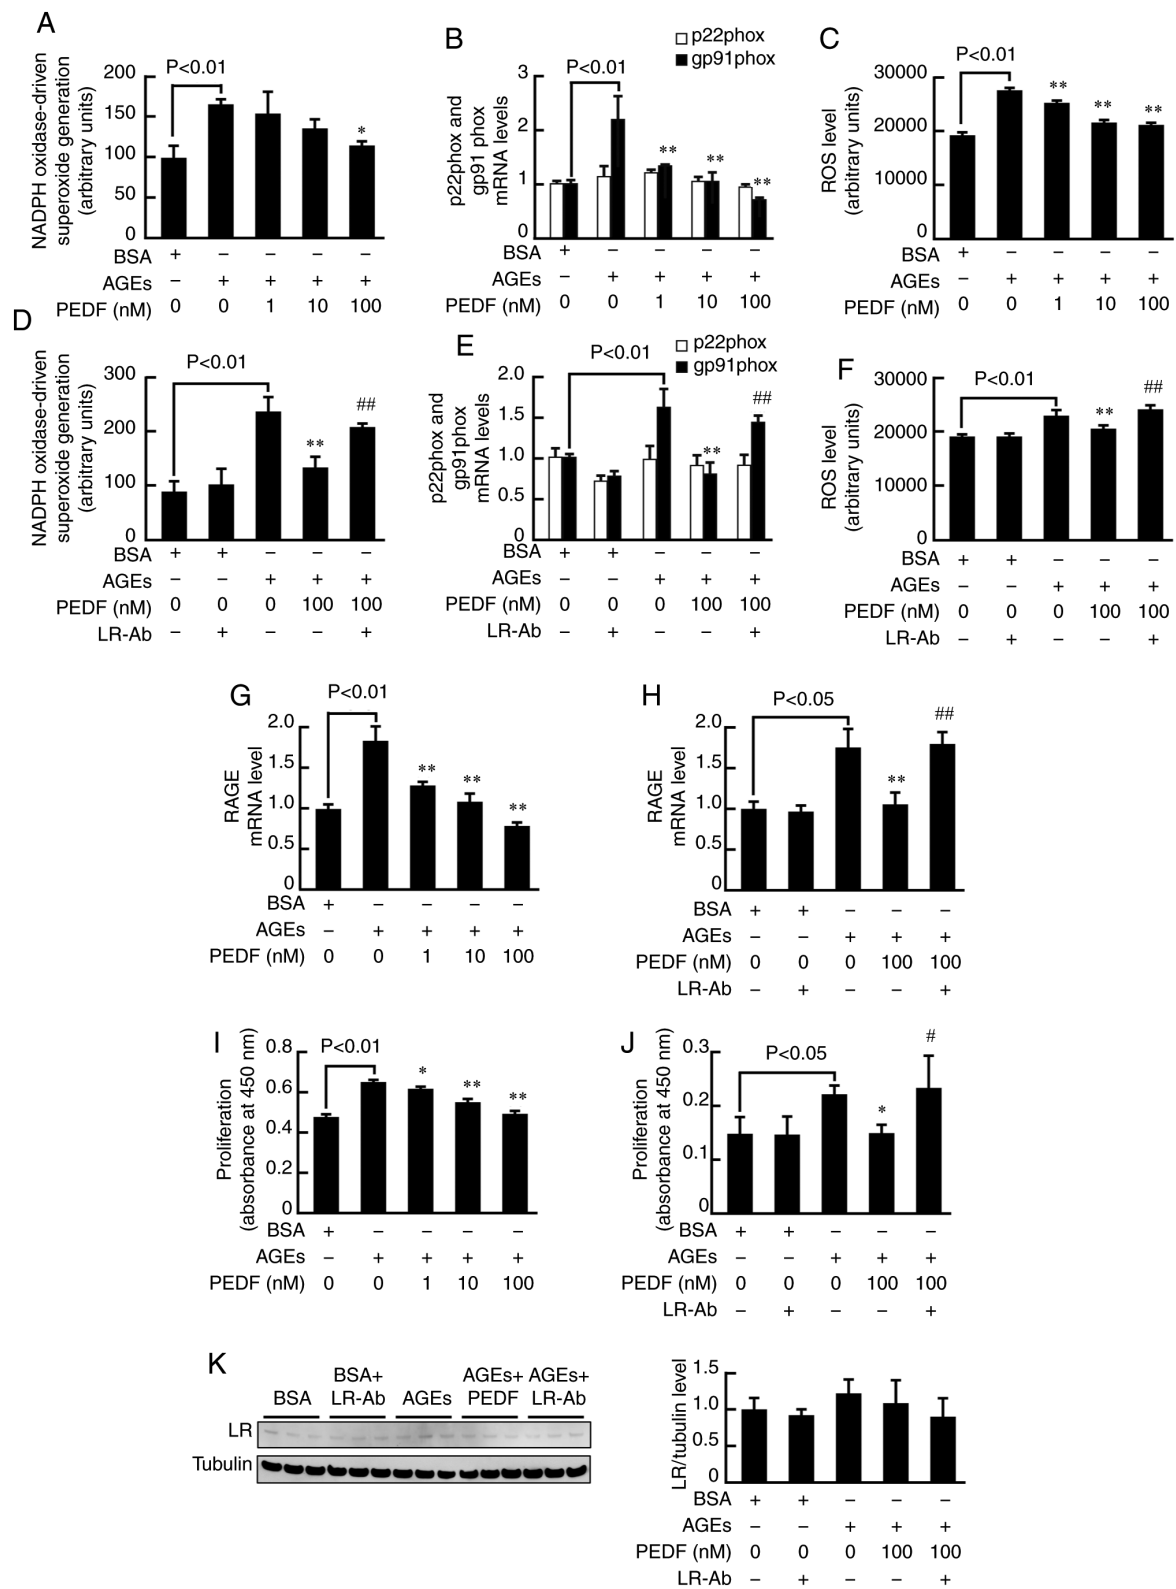 A
NADPH oxidase-driven
superoxide generation
(arbitrary units)
200
150
100
50
0
P<0.01
*
BSA + – – – –
AGEs – + + + +
PEDF (nM) 0 0 1 10 100
B
p22phox
gp91phox
p22phox and
gp91 phox
mRNA levels
3
2
1
0
P<0.01
** ** **
BSA + – – – –
AGEs – + + + +
PEDF (nM) 0 0 1 10 100
C
ROS level
(arbitrary units)
30000
20000
10000
0
P<0.01
** ** **
BSA + – – – –
AGEs – + + + +
PEDF (nM) 0 0 1 10 100
D
NADPH oxidase-driven
superoxide generation
(arbitrary units)
300
200
100
0
P<0.01
** ##
BSA + + – – –
AGEs – – + + +
PEDF (nM) 0 0 0 100 100
LR-Ab – + – – +
E
p22phox
gp91phox
p22phox and
gp91phox
mRNA levels
2.0
1.5
1.0
0.5
0
P<0.01
** ##
BSA + + – – –
AGEs – – + + +
PEDF (nM) 0 0 0 100 100
LR-Ab – + – – +
F
ROS level
(arbitrary units)
30000
20000
10000
0
P<0.01
** ##
BSA + + – – –
AGEs – – + + +
PEDF (nM) 0 0 0 100 100
LR-Ab – + – – +
G
RAGE
mRNA level
2.0
1.5
1.0
0.5
0
P<0.01
** ** **
BSA + – – – –
AGEs – + + + +
PEDF (nM) 0 0 1 10 100
H
RAGE
mRNA level
2.0
1.5
1.0
0.5
0
P<0.05
** ##
BSA + + – – –
AGEs – – + + +
PEDF (nM) 0 0 0 100 100
LR-Ab – + – – +
I
Proliferation
(absorbance at 450 nm)
0.8
0.6
0.4
0.2
0
P<0.01
* ** **
BSA + – – – –
AGEs – + + + +
PEDF (nM) 0 0 1 10 100
J
Proliferation
(absorbance at 450 nm)
0.3
0.2
0.1
0
P<0.05
* #
BSA + + – – –
AGEs – – + + +
PEDF (nM) 0 0 0 100 100
LR-Ab – + – – +
K
BSA+ AGEs+ AGEs+
BSA LR-Ab AGEs PEDF LR-Ab
LR
Tubulin
LR/tubulin level
1.5
1.0
0.5
0
BSA + + – – –
AGEs – – + + +
PEDF (nM) 0 0 0 100 100
LR-Ab – + – – +